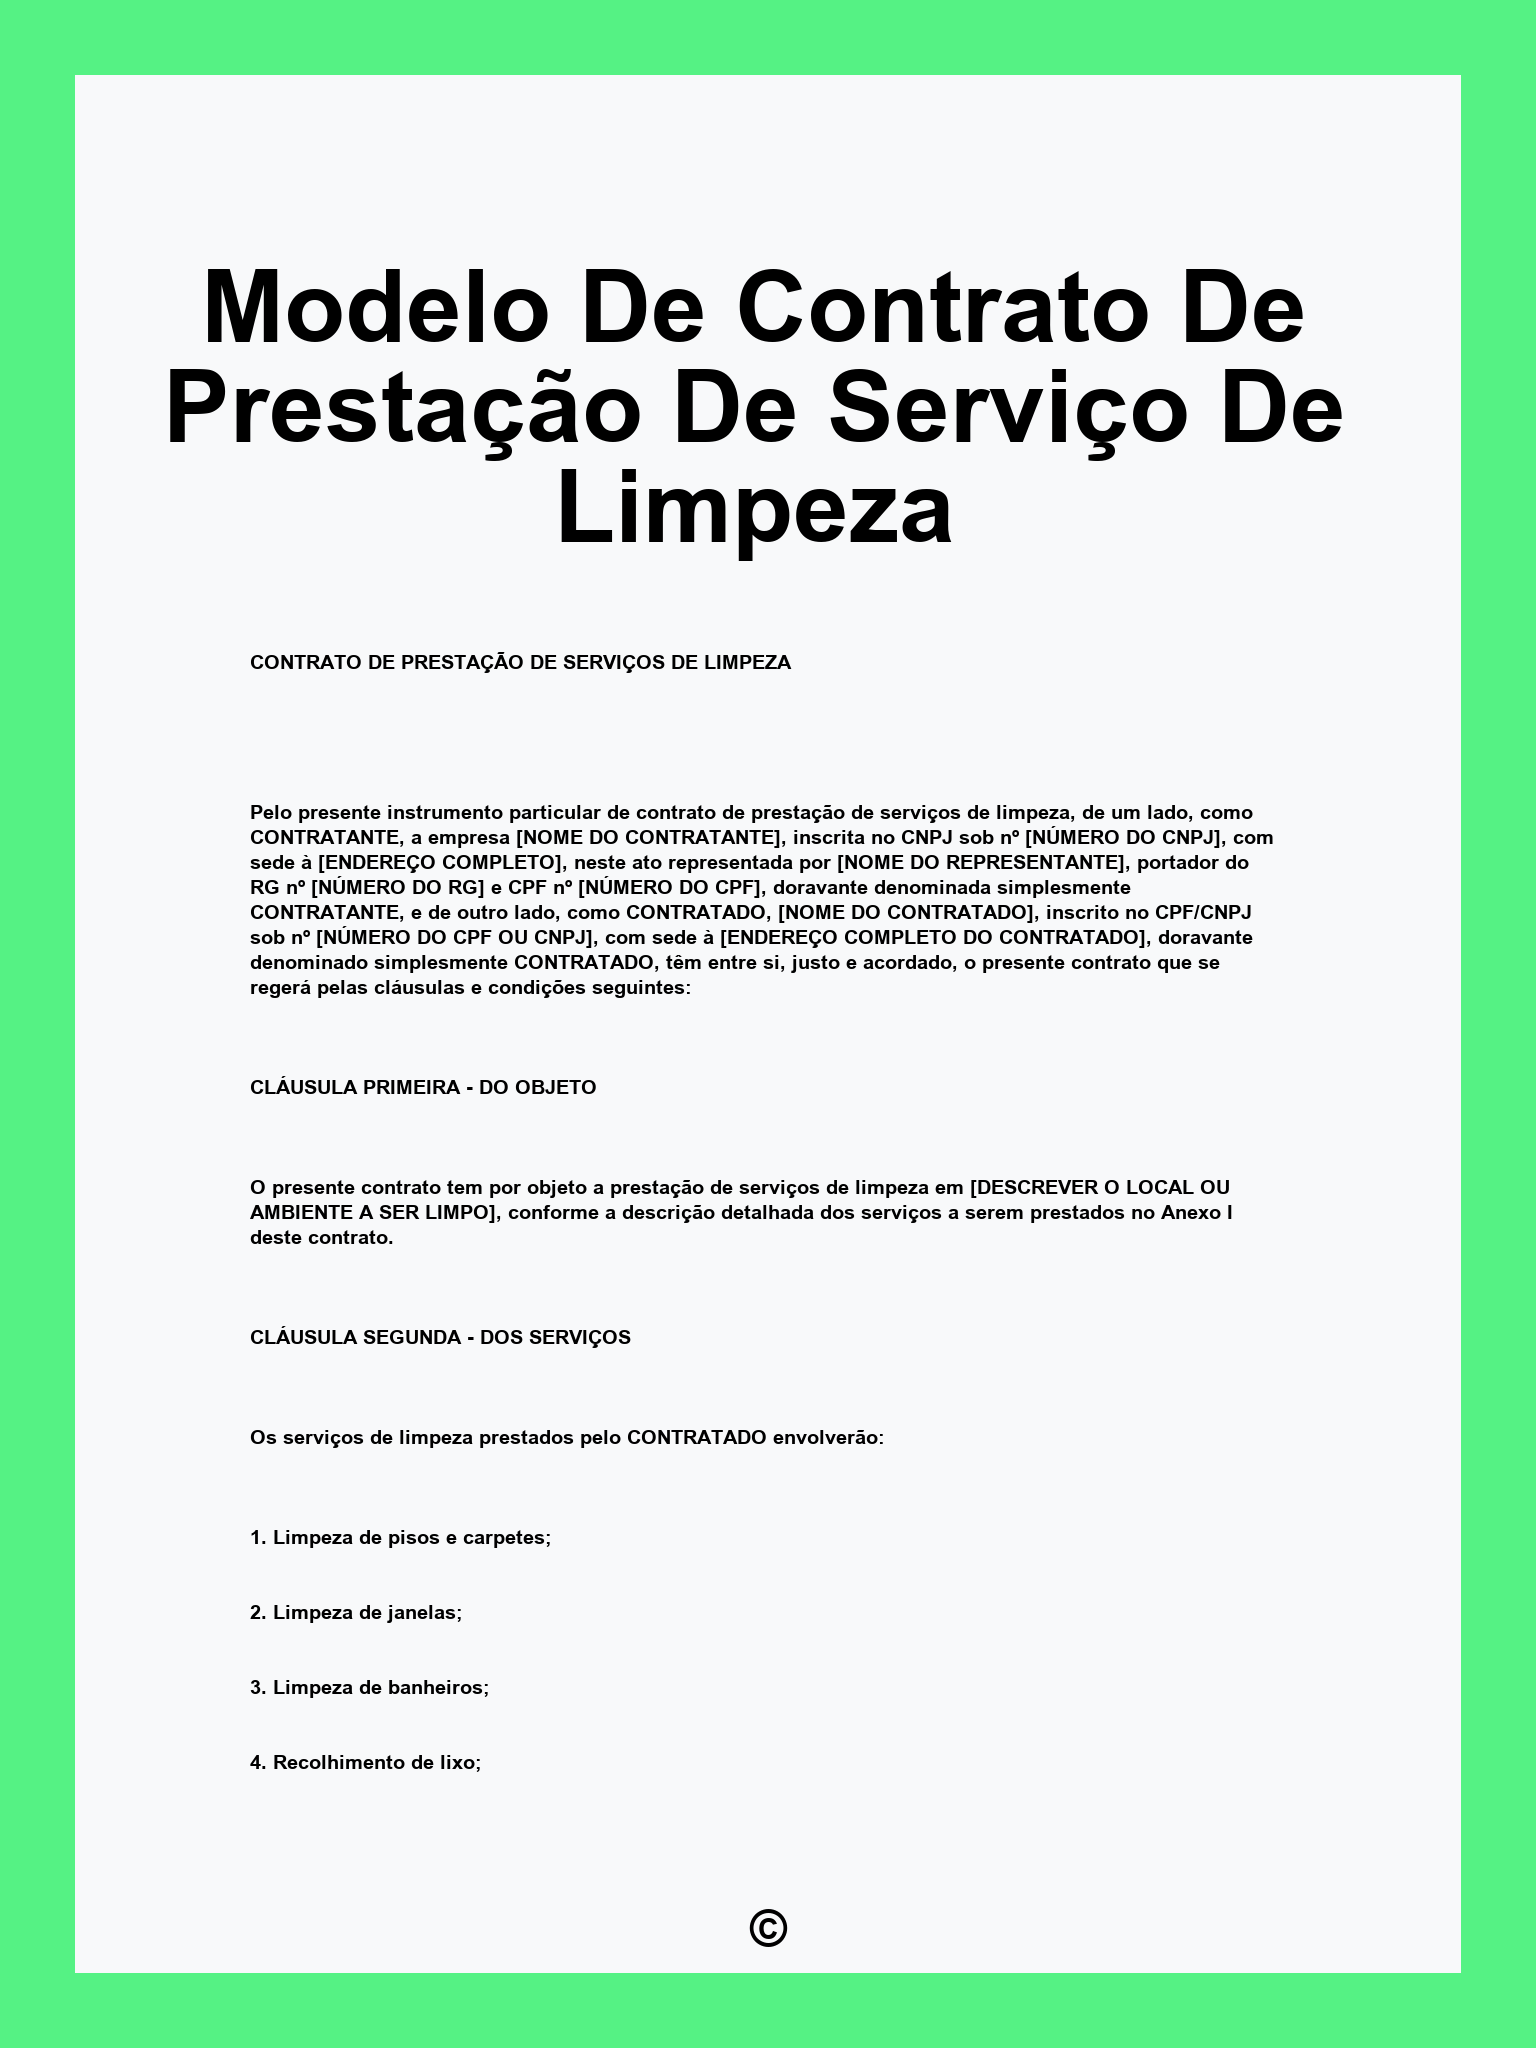 Modelo De Contrato De
Prestação De Serviço De
Limpeza
CONTRATO DE PRESTAÇÃO DE SERVIÇOS DE LIMPEZA
Pelo presente instrumento particular de contrato de prestação de serviços de limpeza, de um lado, como
CONTRATANTE, a empresa [NOME DO CONTRATANTE], inscrita no CNPJ sob nº [NÚMERO DO CNPJ], com
sede à [ENDEREÇO COMPLETO], neste ato representada por [NOME DO REPRESENTANTE], portador do
RG nº [NÚMERO DO RG] e CPF nº [NÚMERO DO CPF], doravante denominada simplesmente
CONTRATANTE, e de outro lado, como CONTRATADO, [NOME DO CONTRATADO], inscrito no CPF/CNPJ
sob nº [NÚMERO DO CPF OU CNPJ], com sede à [ENDEREÇO COMPLETO DO CONTRATADO], doravante
denominado simplesmente CONTRATADO, têm entre si, justo e acordado, o presente contrato que se
regerá pelas cláusulas e condições seguintes:
CLÁUSULA PRIMEIRA - DO OBJETO
O presente contrato tem por objeto a prestação de serviços de limpeza em [DESCREVER O LOCAL OU
AMBIENTE A SER LIMPO], conforme a descrição detalhada dos serviços a serem prestados no Anexo I
deste contrato.
CLÁUSULA SEGUNDA - DOS SERVIÇOS
Os serviços de limpeza prestados pelo CONTRATADO envolverão:
1. Limpeza de pisos e carpetes;
2. Limpeza de janelas;
3. Limpeza de banheiros;
4. Recolhimento de lixo;
©